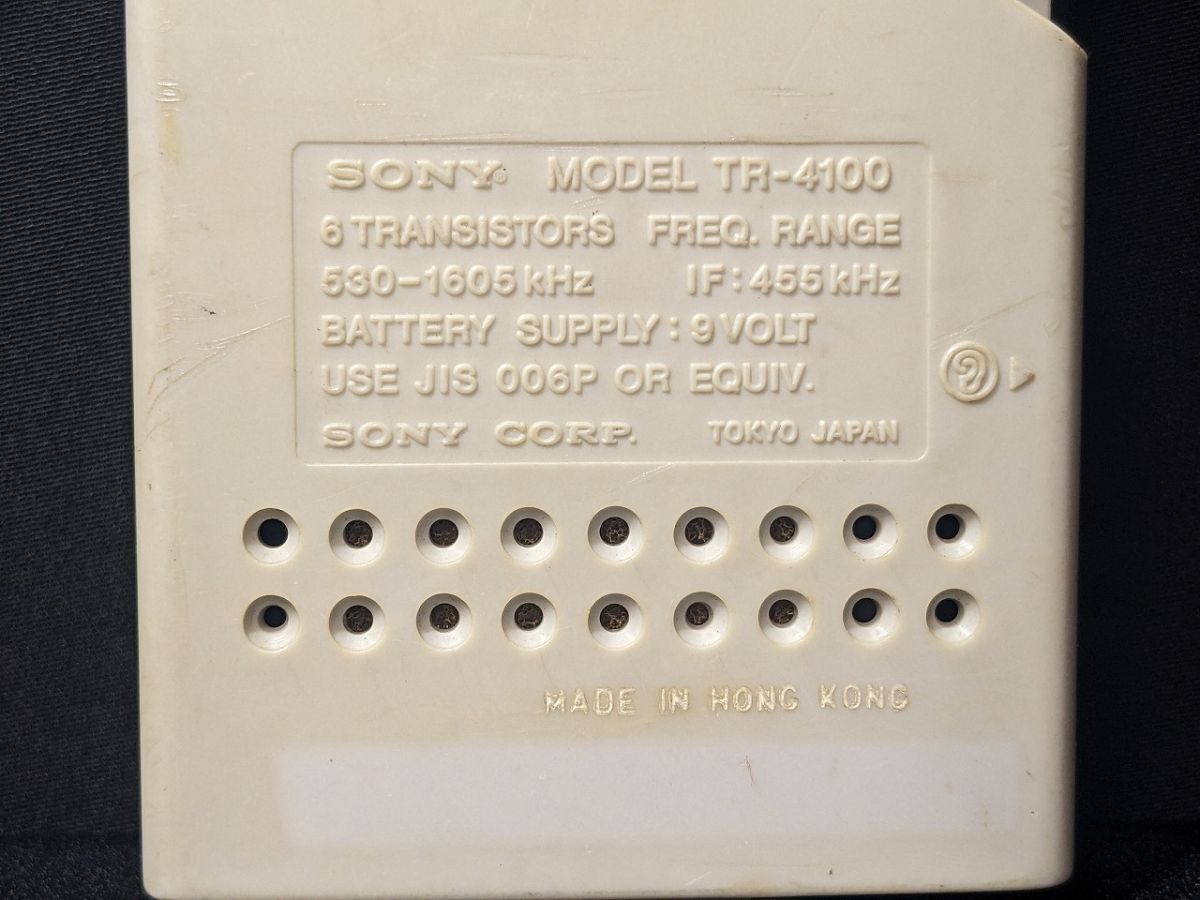 SONY® MODEL TR-4100
6 TRANSISTORS FREQ. RANGE
530-1605 kHz IF: 455 kHz
BATTERY SUPPLY: 9 VOLT
USE JIS 006P OR EQUIV.
SONY CORP. TOKYO JAPAN
MADE IN HONG KONG